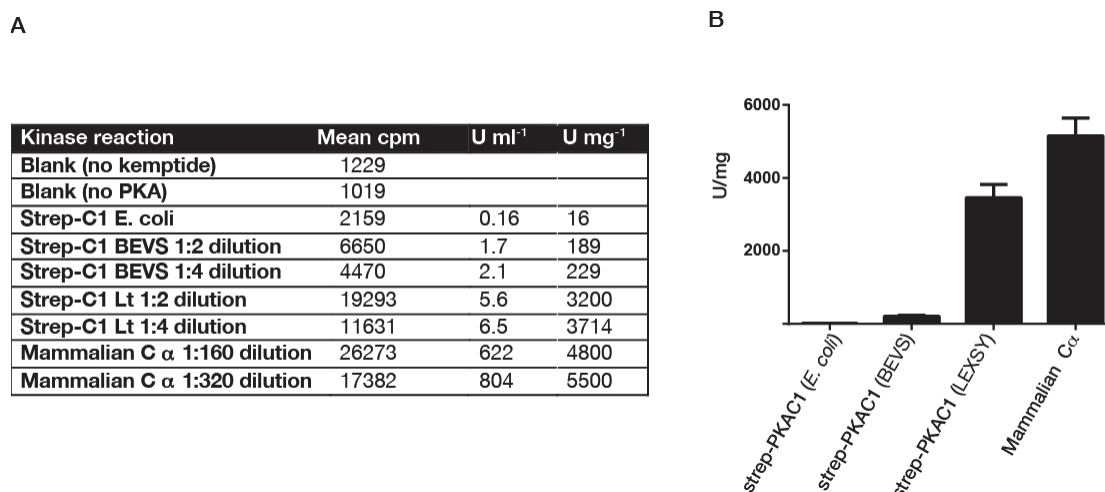 A
Kinase reaction Mean cpm U ml-1 U mg-1
Blank (no kemptide) 1229
Blank (no PKA) 1019
Strep-C1 E. coli 2159 0.16 16
Strep-C1 BEVS 1:2 dilution 6650 1.7 189
Strep-C1 BEVS 1:4 dilution 4470 2.1 229
Strep-C1 Lt 1:2 dilution 19293 5.6 3200
Strep-C1 Lt 1:4 dilution 11631 6.5 3714
Mammalian C α 1:160 dilution 26273 622 4800
Mammalian C α 1:320 dilution 17382 804 5500
B
U/mg
6000
4000
2000
strep-PKAC1 (E. coli)
strep-PKAC1 (BEVS)
strep-PKAC1 (LEXSY)
Mammalian Cα